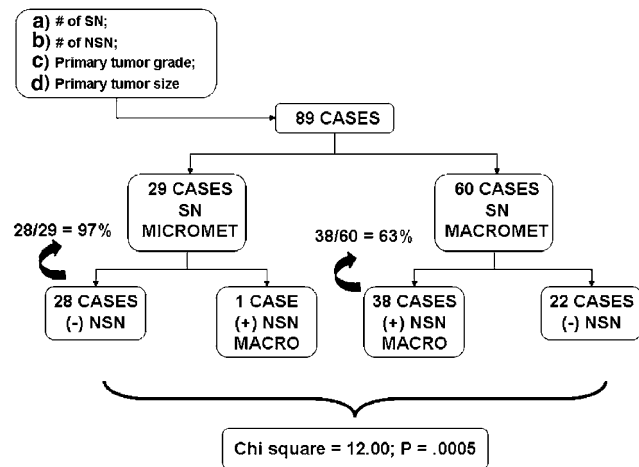 a) # of SN;
b) # of NSN;
c) Primary tumor grade;
d) Primary tumor size
89 CASES
29 CASES
SN
MICROMET
60 CASES
SN
MACROMET
28/29 = 97%
38/60 = 63%
28 CASES
(-) NSN
1 CASE
(+) NSN
MACRO
38 CASES
(+) NSN
MACRO
22 CASES
(-) NSN
Chi square = 12.00; P = .0005